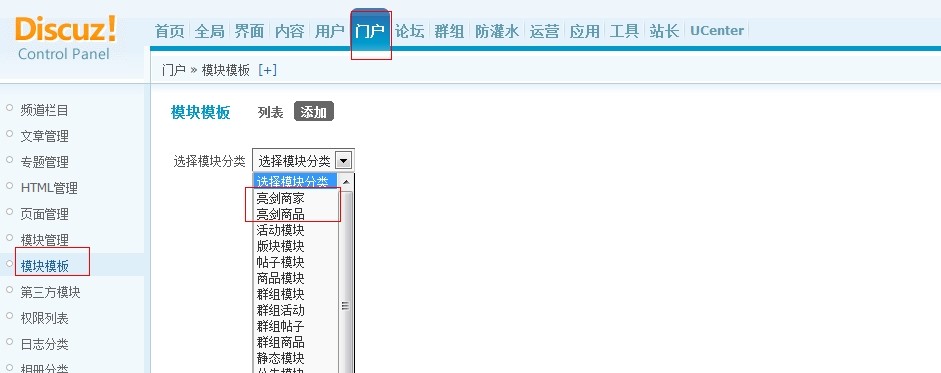 Discuz!
Control Panel
首页 全局 界面 内容 用户 门户 论坛 群组 防灌水 运营 应用 工具 站长 UCenter
门户 » 模块模板 [+]
频道栏目
文章管理
专题管理
HTML管理
页面管理
模块管理
模块模板
第三方模块
权限列表
日志分类
相册分类
模块模板 列表 添加
选择模块分类 选择模块分类
选择模块分类
亮剑商家
亮剑商品
活动模块
版块模块
帖子模块
商品模块
群组模块
群组活动
群组帖子
群组商品
静态模块